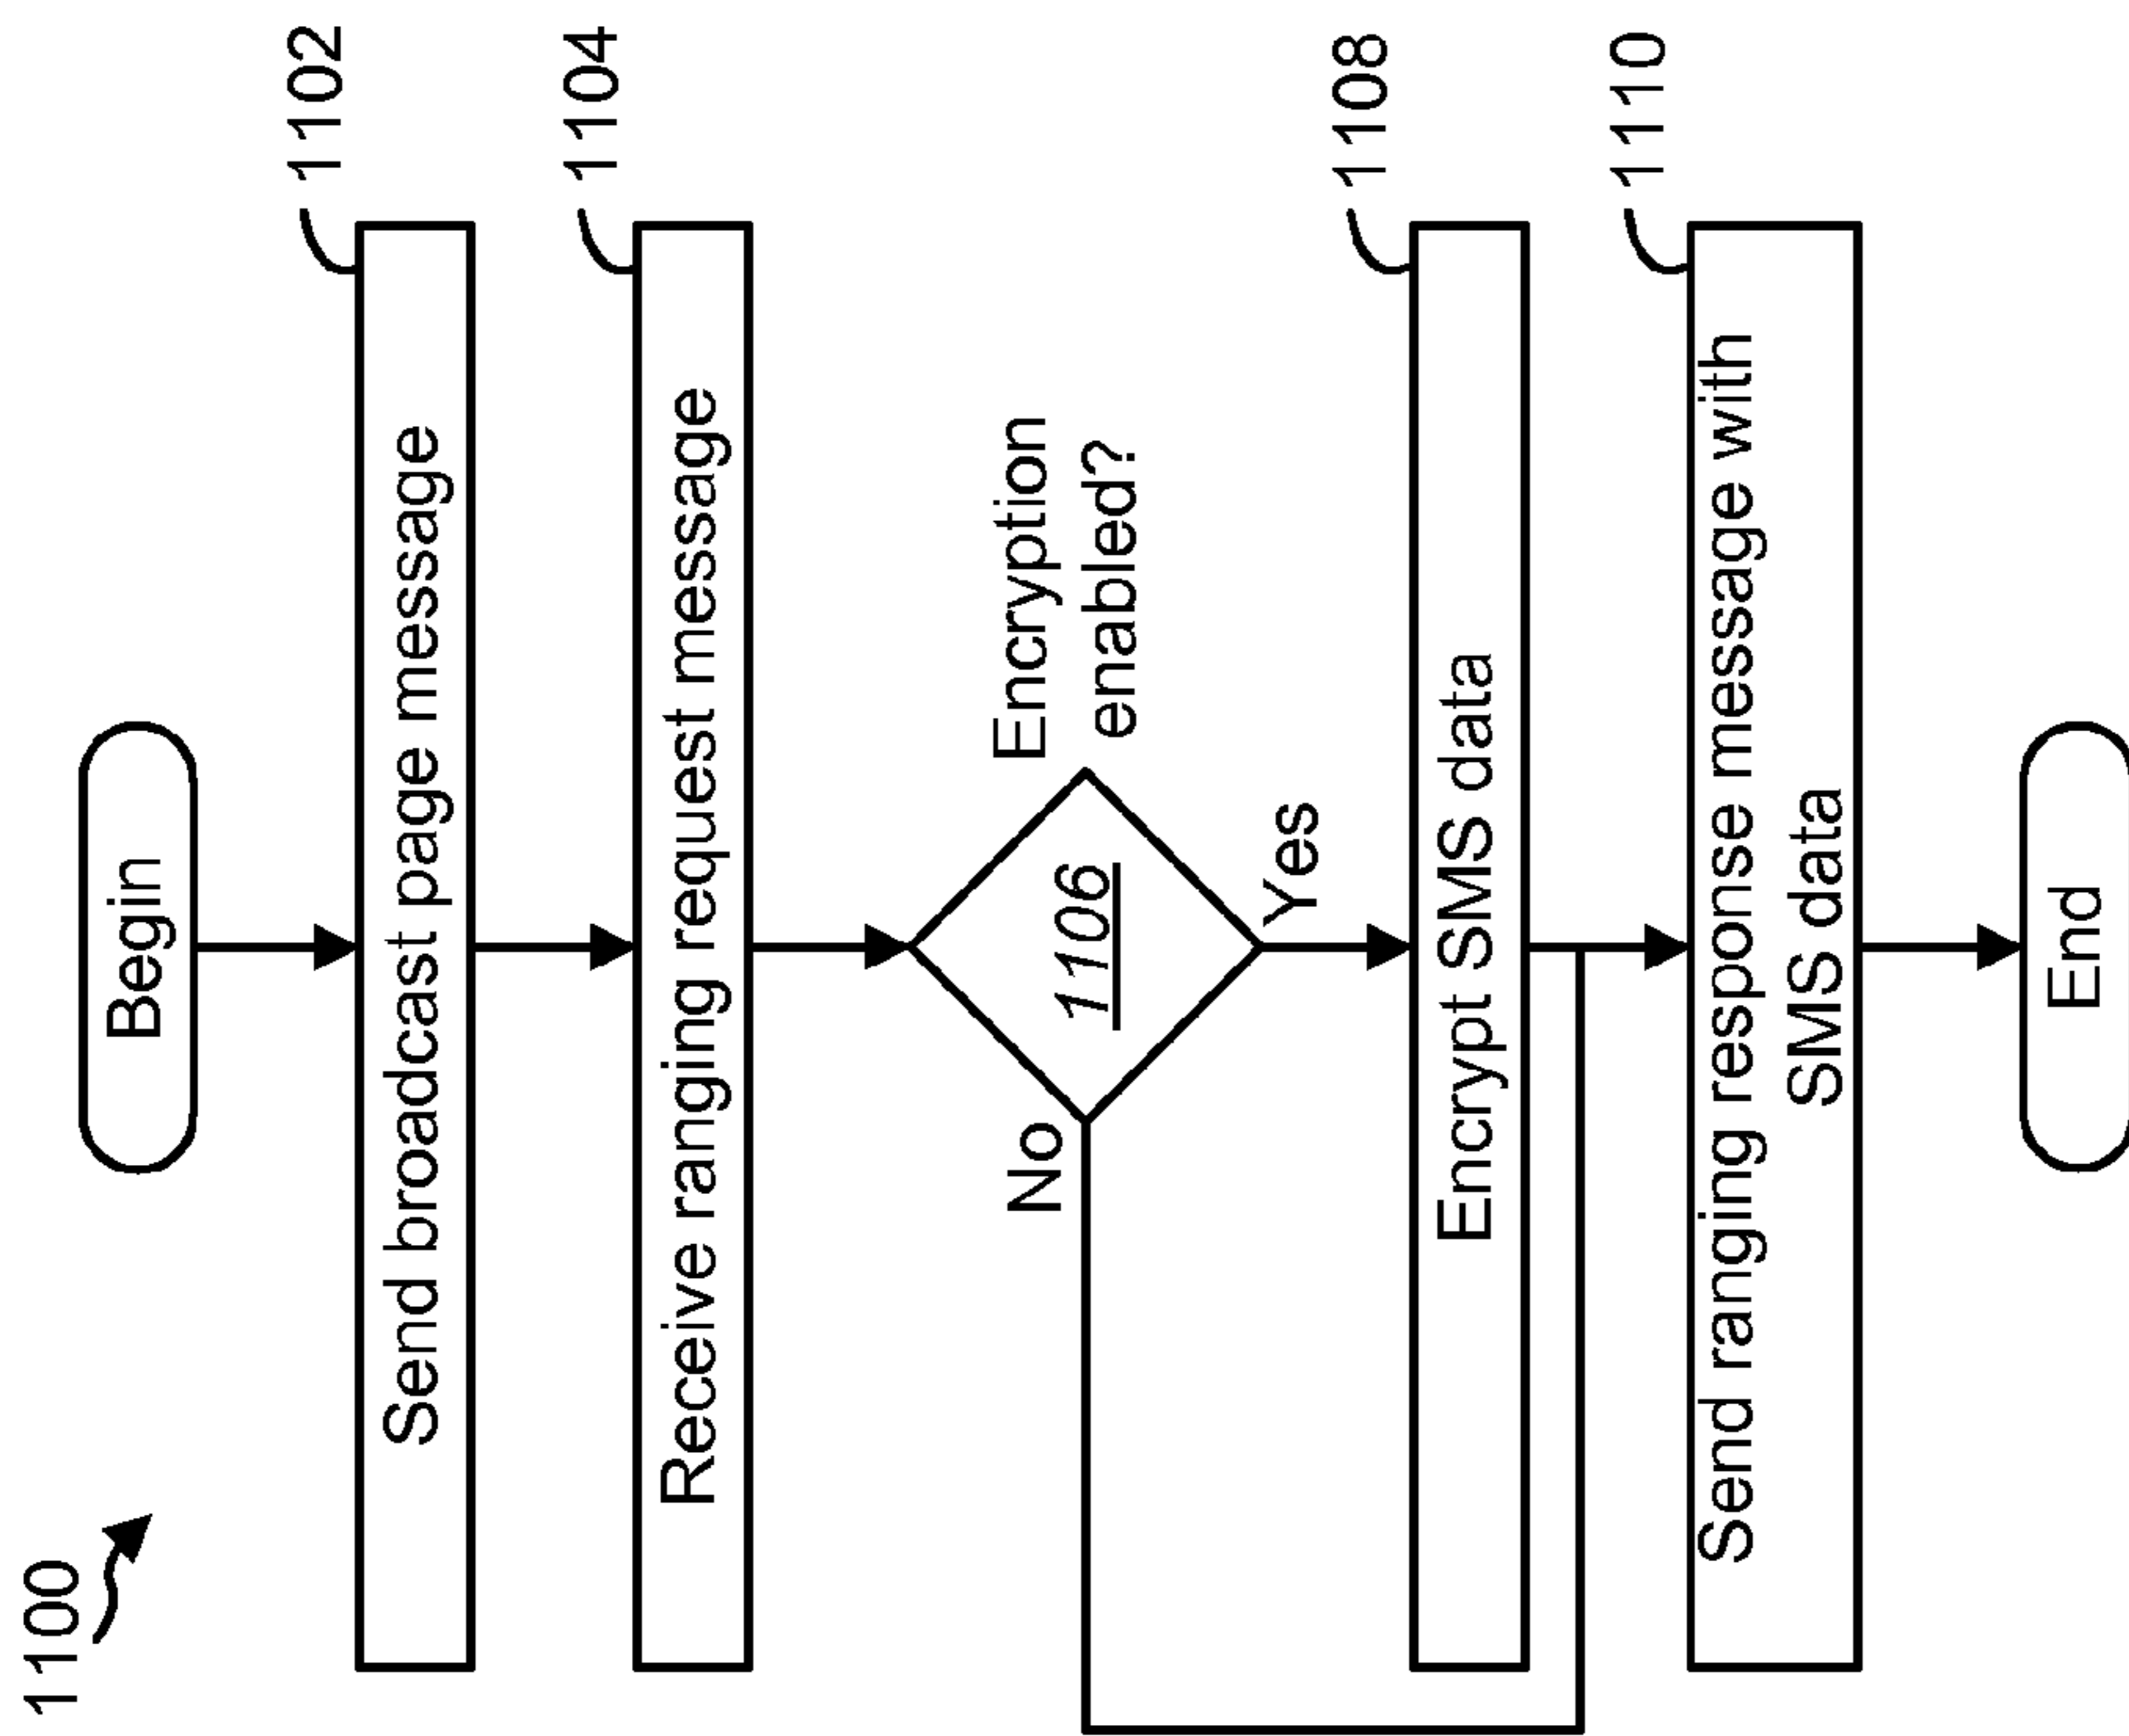 1100
Begin
Send broadcast page message
1102
Receive ranging request message
1104
Encryption
enabled?
1106
No
Yes
Encrypt SMS data
1108
Send ranging response message with
SMS data
1110
End